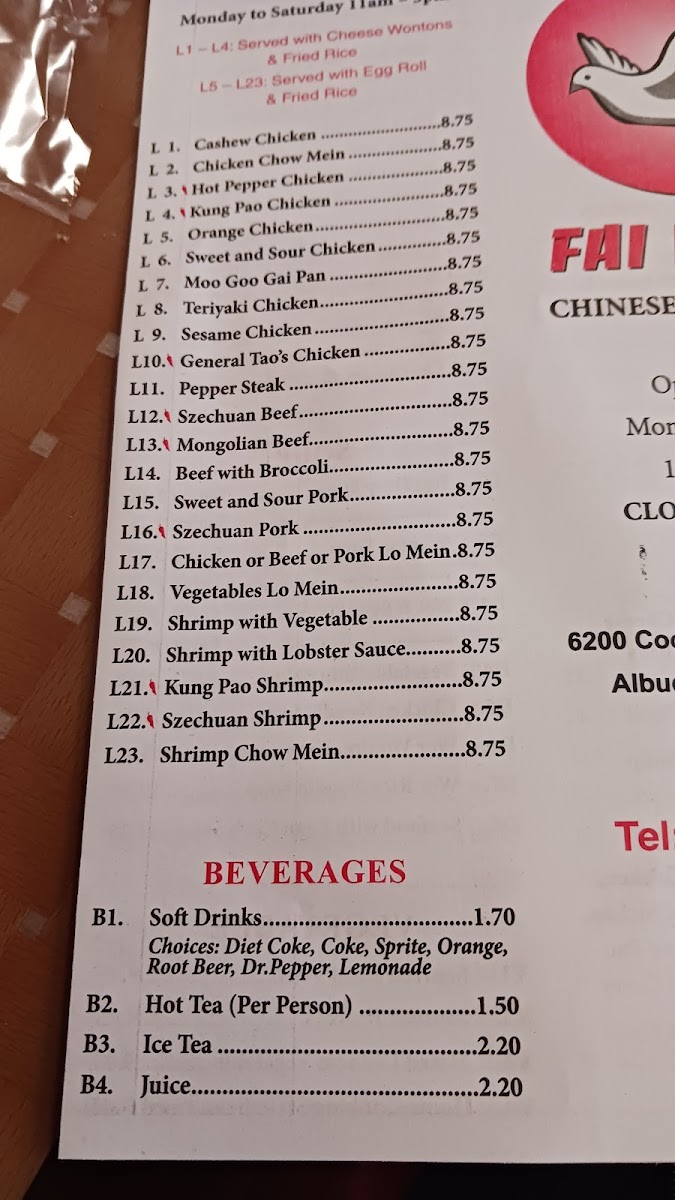 Monday to Saturday 11am –
L1 – L4: Served with Cheese Wontons
& Fried Rice
L5 – L23: Served with Egg Roll
& Fried Rice
L 1. Cashew Chicken ..........................8.75
L 2. Chicken Chow Mein ....................8.75
L 3. Hot Pepper Chicken .....................8.75
L 4. Kung Pao Chicken .......................8.75
L 5. Orange Chicken...........................8.75
L 6. Sweet and Sour Chicken ..............8.75
L 7. Moo Goo Gai Pan ........................8.75
L 8. Teriyaki Chicken..........................8.75
L 9. Sesame Chicken ...........................8.75
L10. General Tao's Chicken .................8.75
L11. Pepper Steak ................................8.75
L12. Szechuan Beef..............................8.75
L13. Mongolian Beef............................8.75
L14. Beef with Broccoli........................8.75
L15. Sweet and Sour Pork....................8.75
L16. Szechuan Pork .............................8.75
L17. Chicken or Beef or Pork Lo Mein.8.75
L18. Vegetables Lo Mein.......................8.75
L19. Shrimp with Vegetable .................8.75
L20. Shrimp with Lobster Sauce..........8.75
L21. Kung Pao Shrimp..........................8.75
L22. Szechuan Shrimp..........................8.75
L23. Shrimp Chow Mein.......................8.75
BEVERAGES
B1. Soft Drinks....................................1.70
Choices: Diet Coke, Coke, Sprite, Orange,
Root Beer, Dr.Pepper, Lemonade
B2. Hot Tea (Per Person) ....................1.50
B3. Ice Tea ............................................2.20
B4. Juice.................................................2.20
FAI
CHINESE
Mon
CLO
6200 Coo
Albu
Tel: